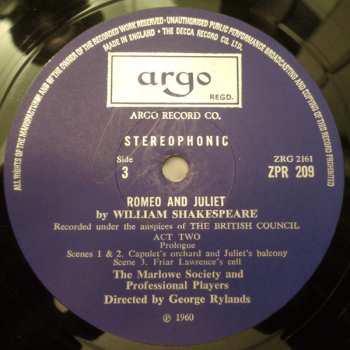 ALL RIGHTS OF THE MANUFACTURER AND OF THE OWNER OF THE RECORDED WORK RESERVED · UNAUTHORISED PUBLIC PERFORMANCE BROADCASTING AND COPYING OF THIS RECORD PROHIBITED
MADE IN ENGLAND · THE DECCA RECORD CO. LTD.
argo
REGD.
ARGO RECORD CO.
STEREOPHONIC
Side
3
ZRG 2161
ZPR 209
ROMEO AND JULIET
by WILLIAM SHAKESPEARE
Recorded under the auspices of THE BRITISH COUNCIL
ACT TWO
Prologue
Scenes 1 & 2. Capulet's orchard and Juliet's balcony
Scene 3. Friar Lawrence's cell
The Marlowe Society and
Professional Players
Directed by George Rylands
℗ 1960